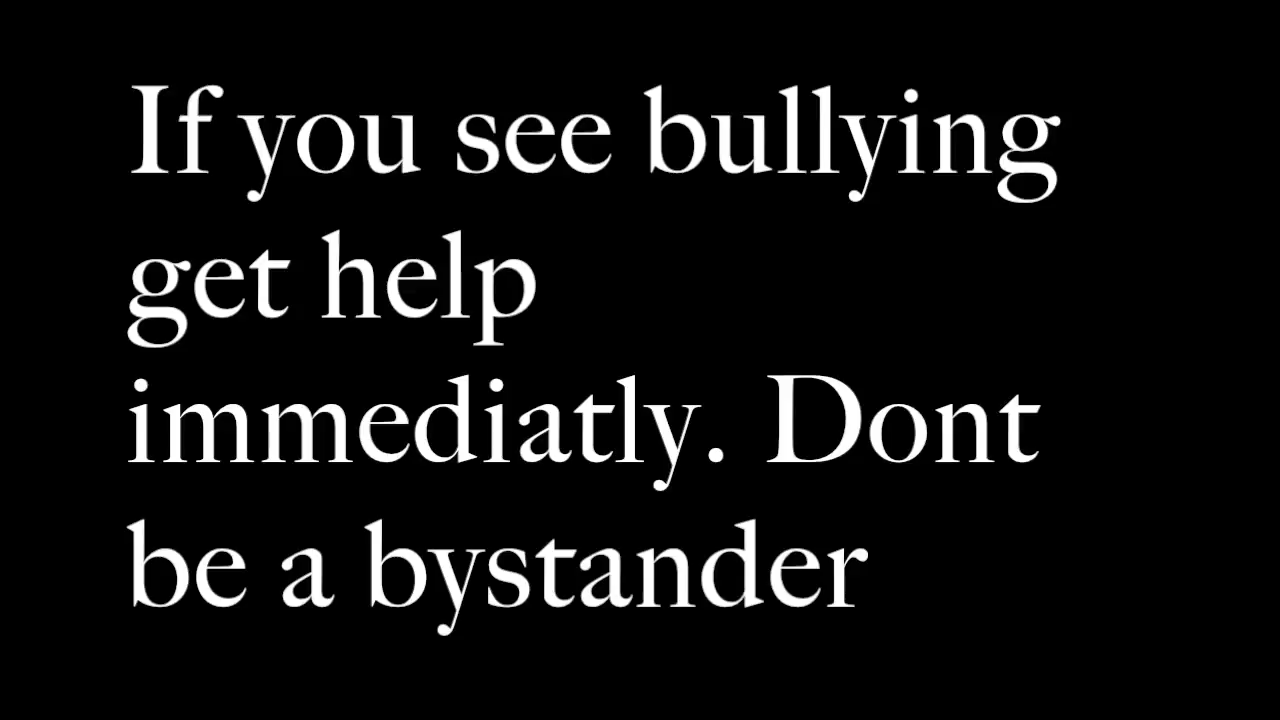 If you see bullying
get help
immediatly. Dont
be a bystander